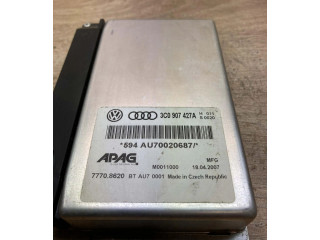 3C0 907 427A
*594 AU70020687/*
APAG
M0011000
MFG
19.04.2007
7770.8620 BT AU7 0001 Made in Czech Republic